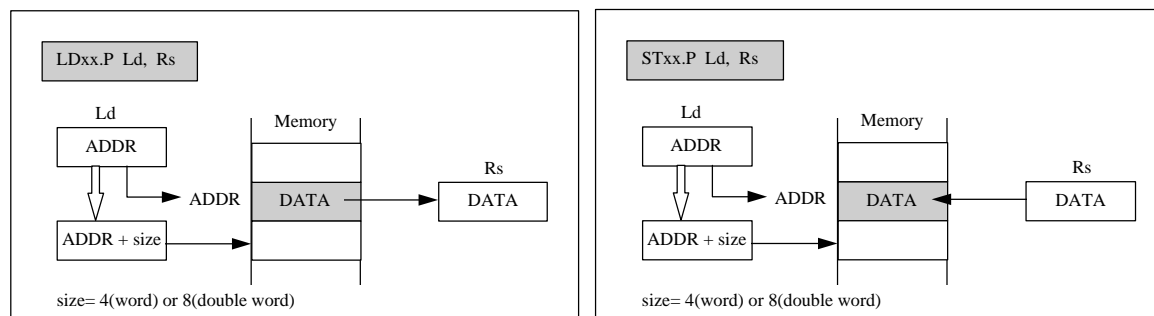 LDxx.P Ld, Rs
Ld
Memory
ADDR
Rs
ADDR
DATA
DATA
ADDR + size
size= 4(word) or 8(double word)
STxx.P Ld, Rs
Ld
Memory
ADDR
Rs
ADDR
DATA
DATA
ADDR + size
size= 4(word) or 8(double word)